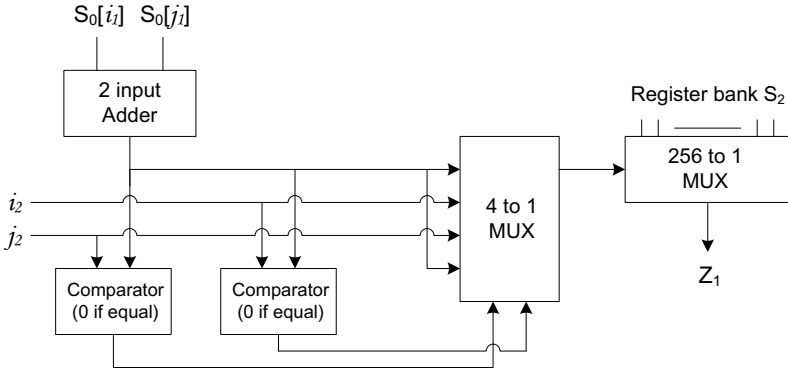 S₀[i₁] S₀[j₁]
2 input
Adder
Register bank S₂
256 to 1
MUX
4 to 1
MUX
i₂
j₂
Comparator
(0 if equal)
Comparator
(0 if equal)
Z₁